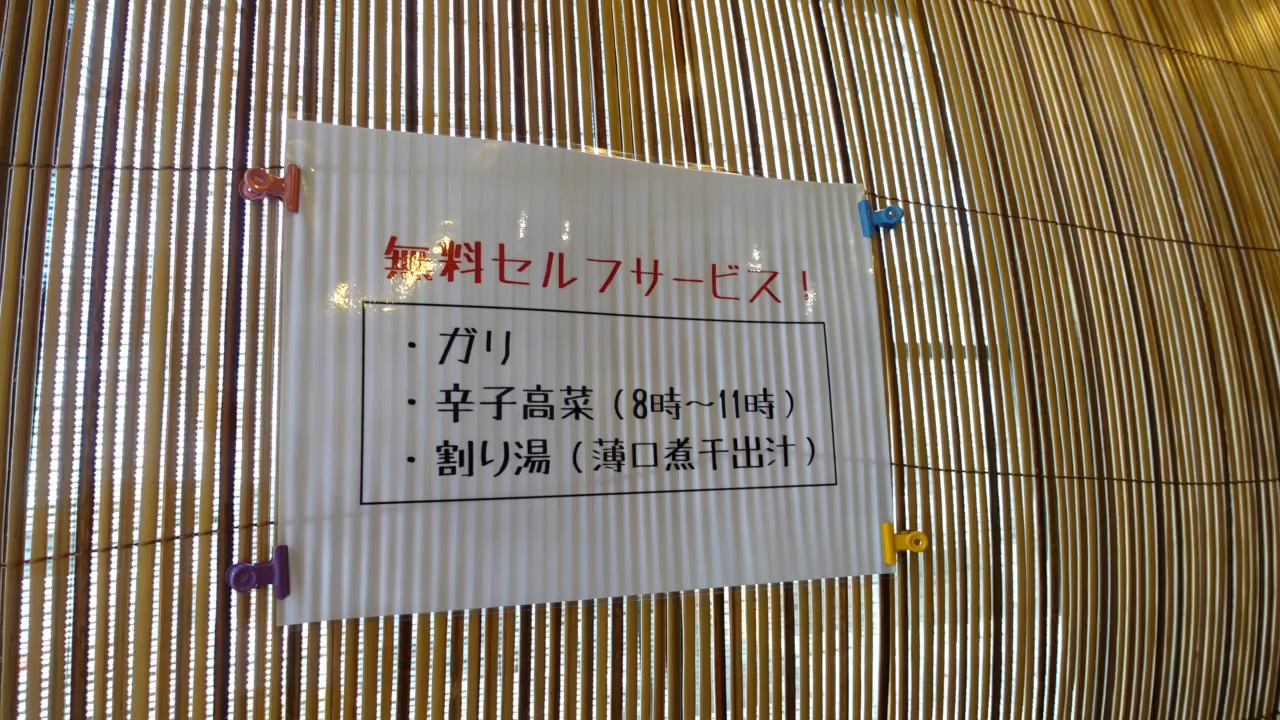 無料セルフサービス！
・ガリ
・辛子高菜（8時～11時）
・割り湯（薄口煮干出汁）